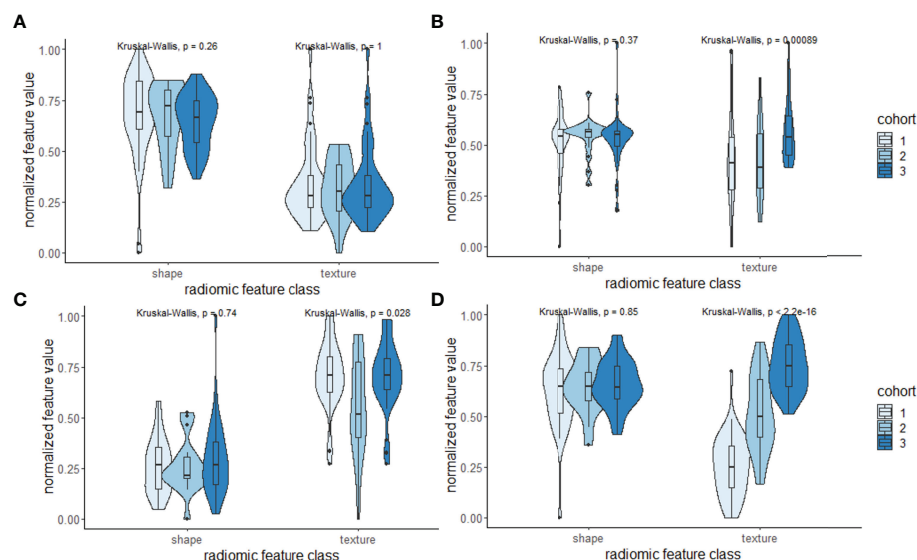 A
Kruskal-Wallis, p = 0.26
Kruskal-Wallis, p = 1
1.00
0.75
0.50
0.25
0.00
normalized feature value
shape
texture
radiomic feature class
B
Kruskal-Wallis, p = 0.37
Kruskal-Wallis, p = 0.00089
1.00
0.75
0.50
0.25
0.00
normalized feature value
shape
texture
radiomic feature class
cohort
1
2
3
C
Kruskal-Wallis, p = 0.74
Kruskal-Wallis, p = 0.028
1.00
0.75
0.50
0.25
0.00
normalized feature value
shape
texture
radiomic feature class
D
Kruskal-Wallis, p = 0.85
Kruskal-Wallis, p < 2.2e-16
1.00
0.75
0.50
0.25
0.00
normalized feature value
shape
texture
radiomic feature class
cohort
1
2
3